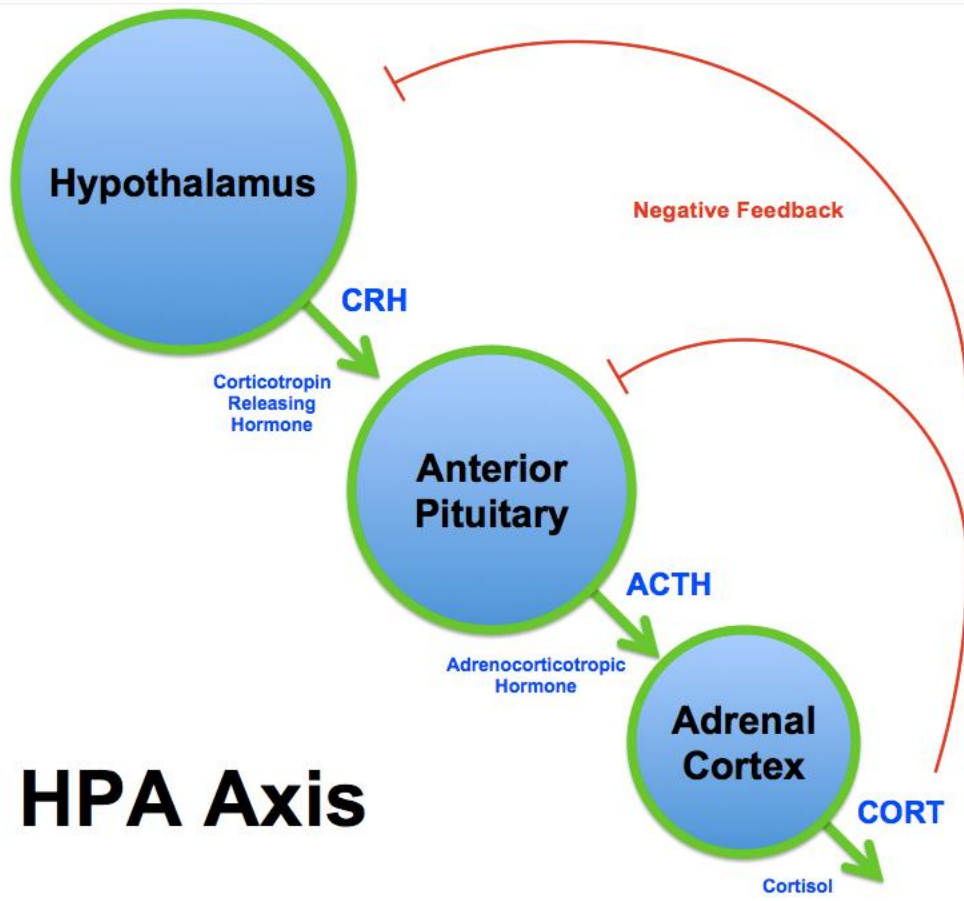 Hypothalamus
Negative Feedback
CRH
Corticotropin
Releasing
Hormone
Anterior
Pituitary
ACTH
Adrenocorticotropic
Hormone
Adrenal
Cortex
HPA Axis
CORT
Cortisol